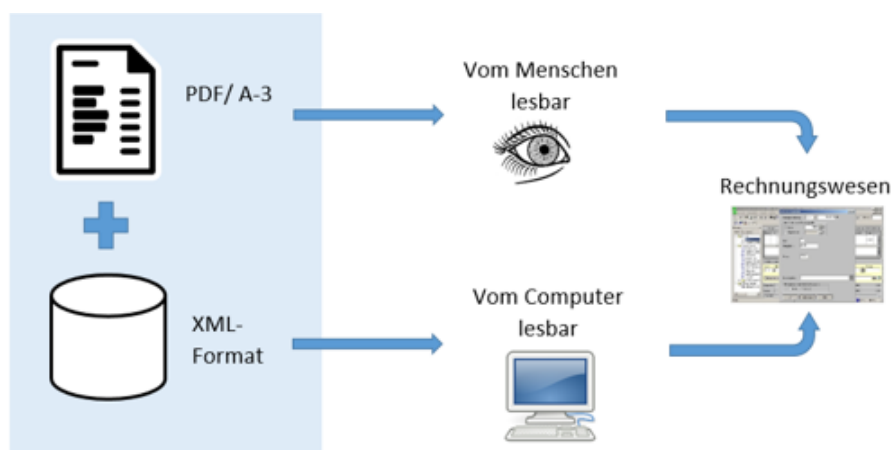 PDF/ A-3
Vom Menschen
lesbar
Rechnungswesen
XML-
Format
Vom Computer
lesbar